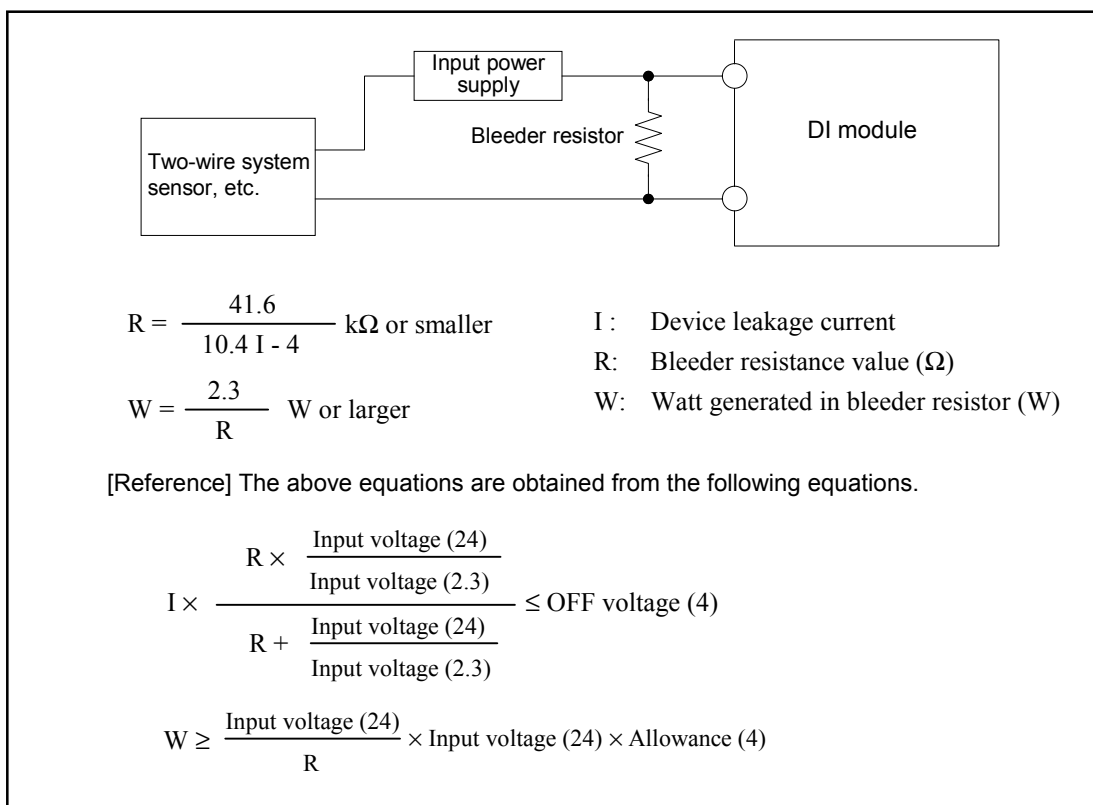 Input power
supply
Bleeder resistor
DI module
Two-wire system
sensor, etc.
R = 41.6 / 10.4 I - 4 kΩ or smaller
I : Device leakage current
R: Bleeder resistance value (Ω)
W = 2.3 / R W or larger
W: Watt generated in bleeder resistor (W)
[Reference] The above equations are obtained from the following equations.
R × Input voltage (24)
Input voltage (2.3)
I × ≤ OFF voltage (4)
R + Input voltage (24)
Input voltage (2.3)
W ≥ Input voltage (24) / R × Input voltage (24) × Allowance (4)